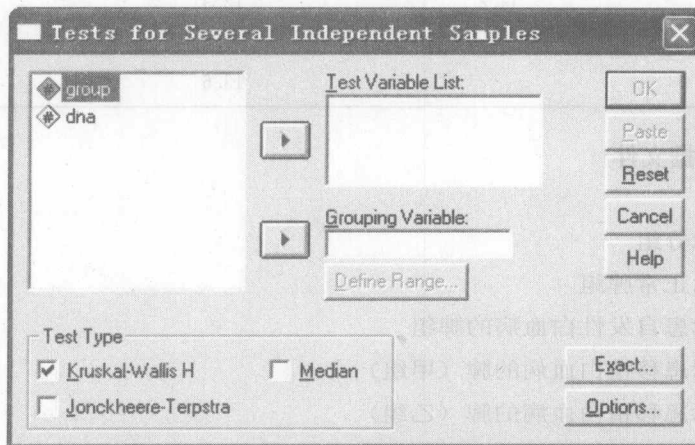 Tests for Several Independent Samples
group
dna
Test Variable List:
Grouping Variable:
Define Range...
OK
Paste
Reset
Cancel
Help
Test Type
Kruskal-Wallis H
Median
Jonckheere-Terpstra
Exact...
Options...